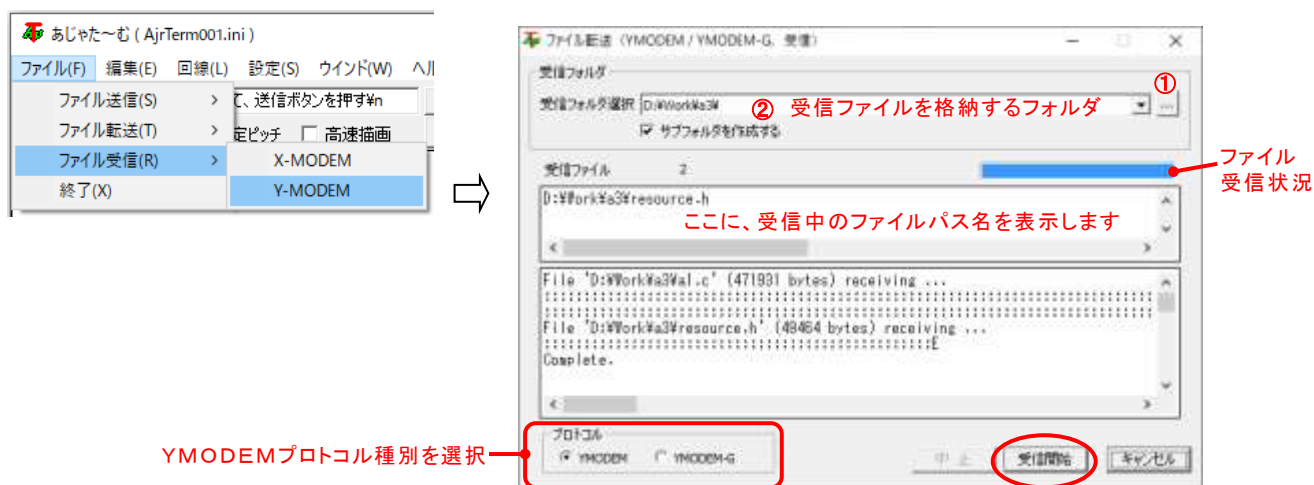 あじゃた～む ( AjrTerm001.ini )
ファイル(F) 編集(E) 回線(L) 設定(S) ウインド(W) ヘル
ファイル送信(S) >
て、送信ボタンを押す¥n
ファイル転送(T) >
定ピッチ 高速描画
ファイル受信(R) >
X-MODEM
終了(X)
Y-MODEM
ファイル転送 (YMODEM / YMODEM-G, 受信)
受信フォルダ
①
受信フォルダ選択 D:¥Work¥a3¥
② 受信ファイルを格納するフォルダ
...
サブフォルダを作成する
受信ファイル 2
ファイル
受信状況
D:¥Work¥a3¥resource.h
ここに、受信中のファイルパス名を表示します
File 'D:¥Work¥a3¥al.c' (471931 bytes) receiving ...
File 'D:¥Work¥a3¥resource.h' (49464 bytes) receiving ...
E
Complete.
プロトコル
YMODEMプロトコル種別を選択
YMODEM YMODEM-G
中 止 受信開始 キャンセル